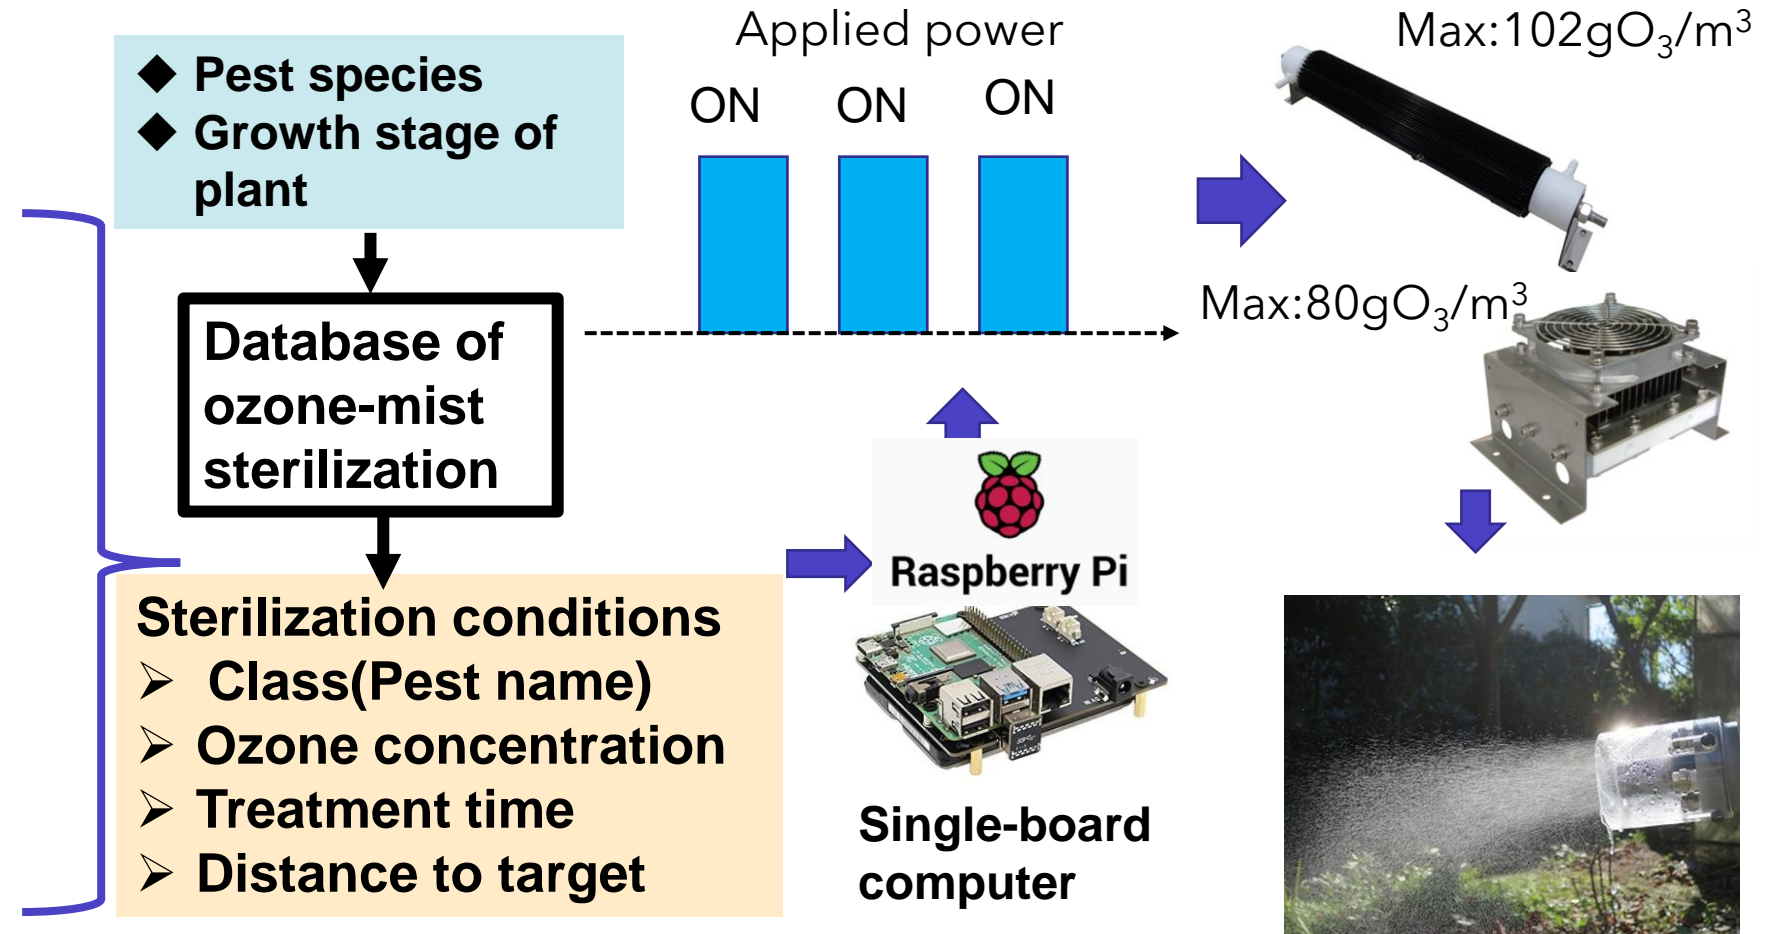 Pest species
Growth stage of
plant
Database of
ozone-mist
sterilization
Sterilization conditions
Class(Pest name)
Ozone concentration
Treatment time
Distance to target
Applied power
ON ON ON
Raspberry Pi
Single-board
computer
Max:102gO₃/m³
Max:80gO₃/m³